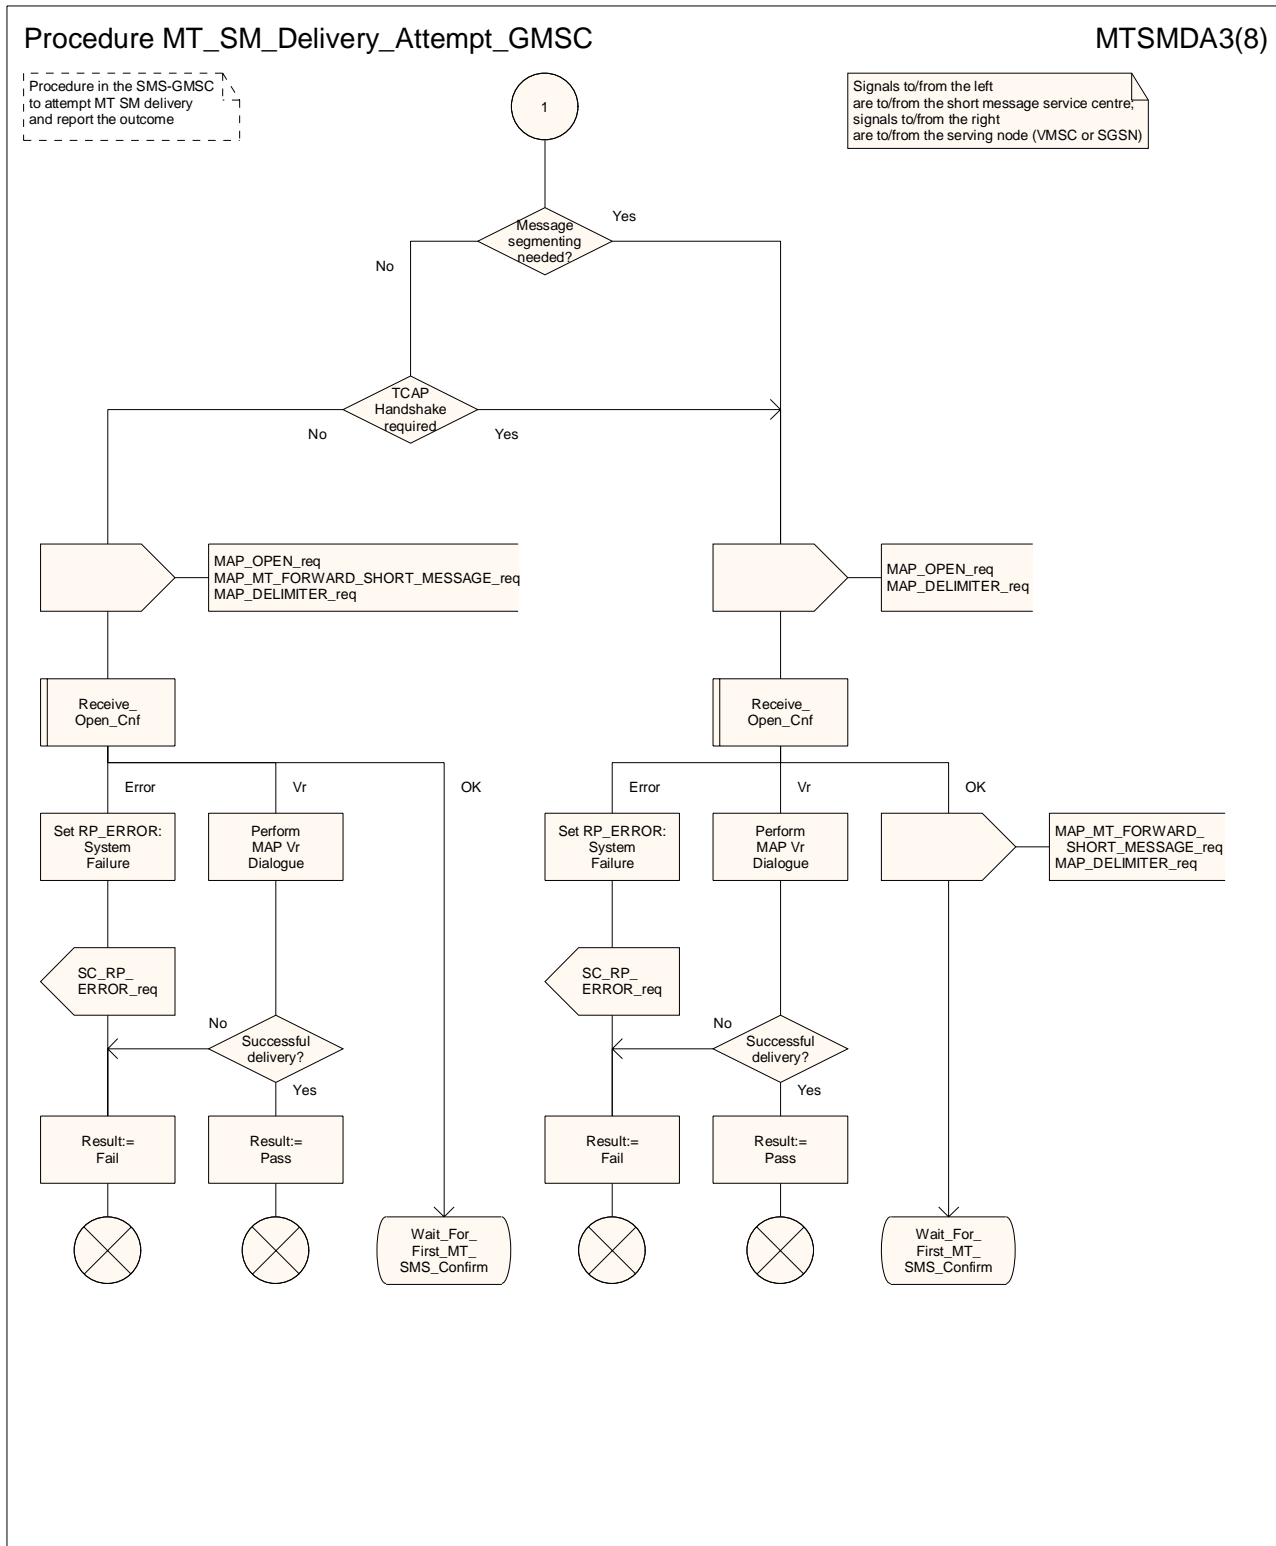 Procedure MT_SM_Delivery_Attempt_GMSC
MTSMDA3(8)
Procedure in the SMS-GMSC
to attempt MT SM delivery
and report the outcome
1
Signals to/from the left
are to/from the short message service centre;
signals to/from the right
are to/from the serving node (VMSC or SGSN)
Message
segmenting
needed?
Yes
No
TCAP
Handshake
required
No
Yes
MAP_OPEN_req
MAP_MT_FORWARD_SHORT_MESSAGE_req
MAP_DELIMITER_req
MAP_OPEN_req
MAP_DELIMITER_req
Receive_
Open_Cnf
Receive_
Open_Cnf
Error
Vr
OK
Error
Vr
OK
Set RP_ERROR:
System
Failure
Perform
MAP Vr
Dialogue
Set RP_ERROR:
System
Failure
Perform
MAP Vr
Dialogue
MAP_MT_FORWARD_
SHORT_MESSAGE_req
MAP_DELIMITER_req
SC_RP_
ERROR_req
SC_RP_
ERROR_req
No
Successful
delivery?
Yes
No
Successful
delivery?
Yes
Result:=
Fail
Result:=
Pass
Result:=
Fail
Result:=
Pass
Wait_For_
First_MT_
SMS_Confirm
Wait_For_
First_MT_
SMS_Confirm